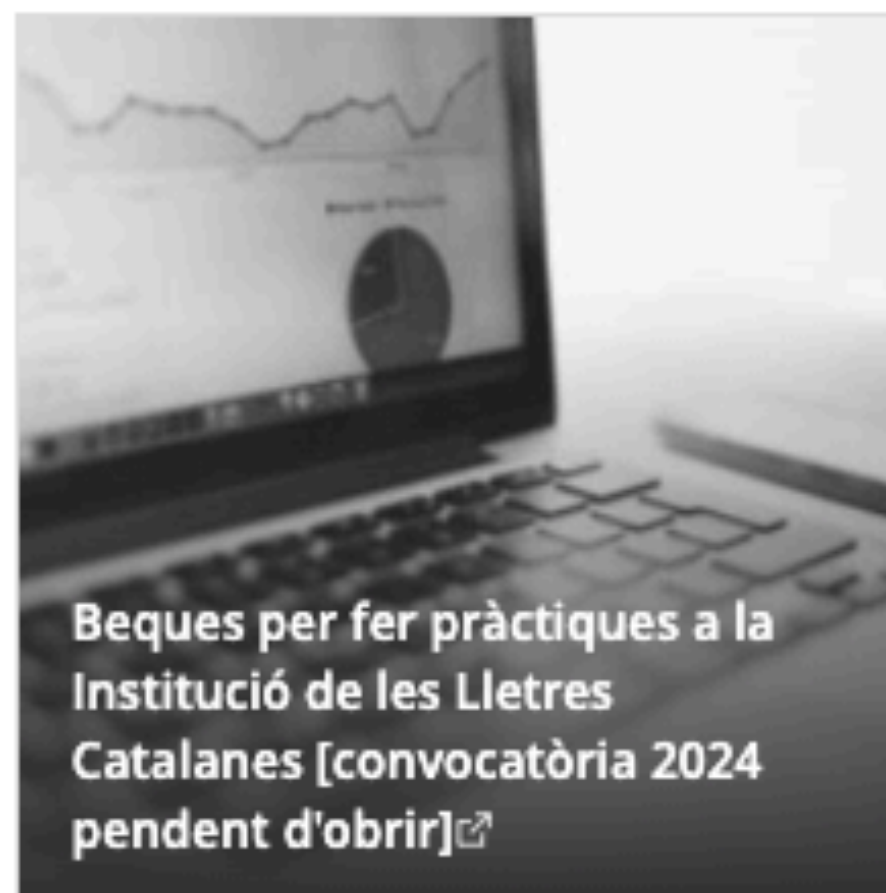 Beques per fer pràctiques a la
Institució de les Lletres
Catalanes [convocatòria 2024
pendent d'obrir]